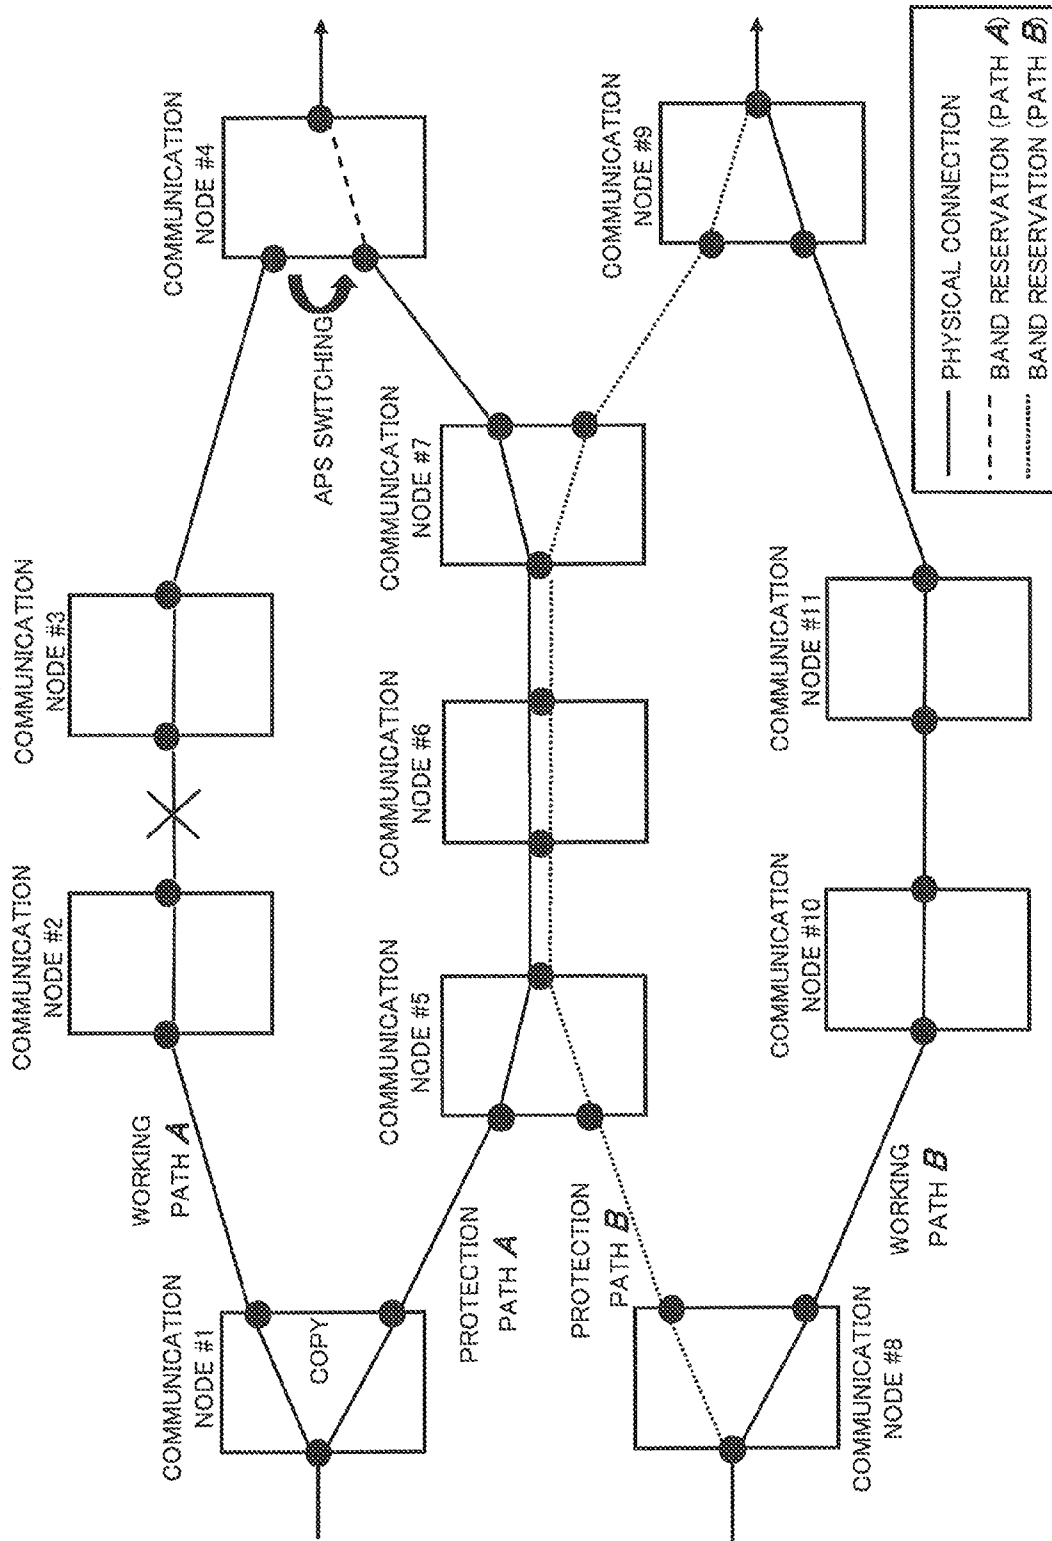 COMMUNICATION
NODE #1
COPY
WORKING
PATH A
COMMUNICATION
NODE #2
COMMUNICATION
NODE #3
COMMUNICATION
NODE #4
APS SWITCHING
PROTECTION
PATH A
COMMUNICATION
NODE #5
COMMUNICATION
NODE #6
COMMUNICATION
NODE #7
PROTECTION
PATH B
COMMUNICATION
NODE #8
WORKING
PATH B
COMMUNICATION
NODE #10
COMMUNICATION
NODE #11
COMMUNICATION
NODE #9
PHYSICAL CONNECTION
BAND RESERVATION (PATH A)
BAND RESERVATION (PATH B)